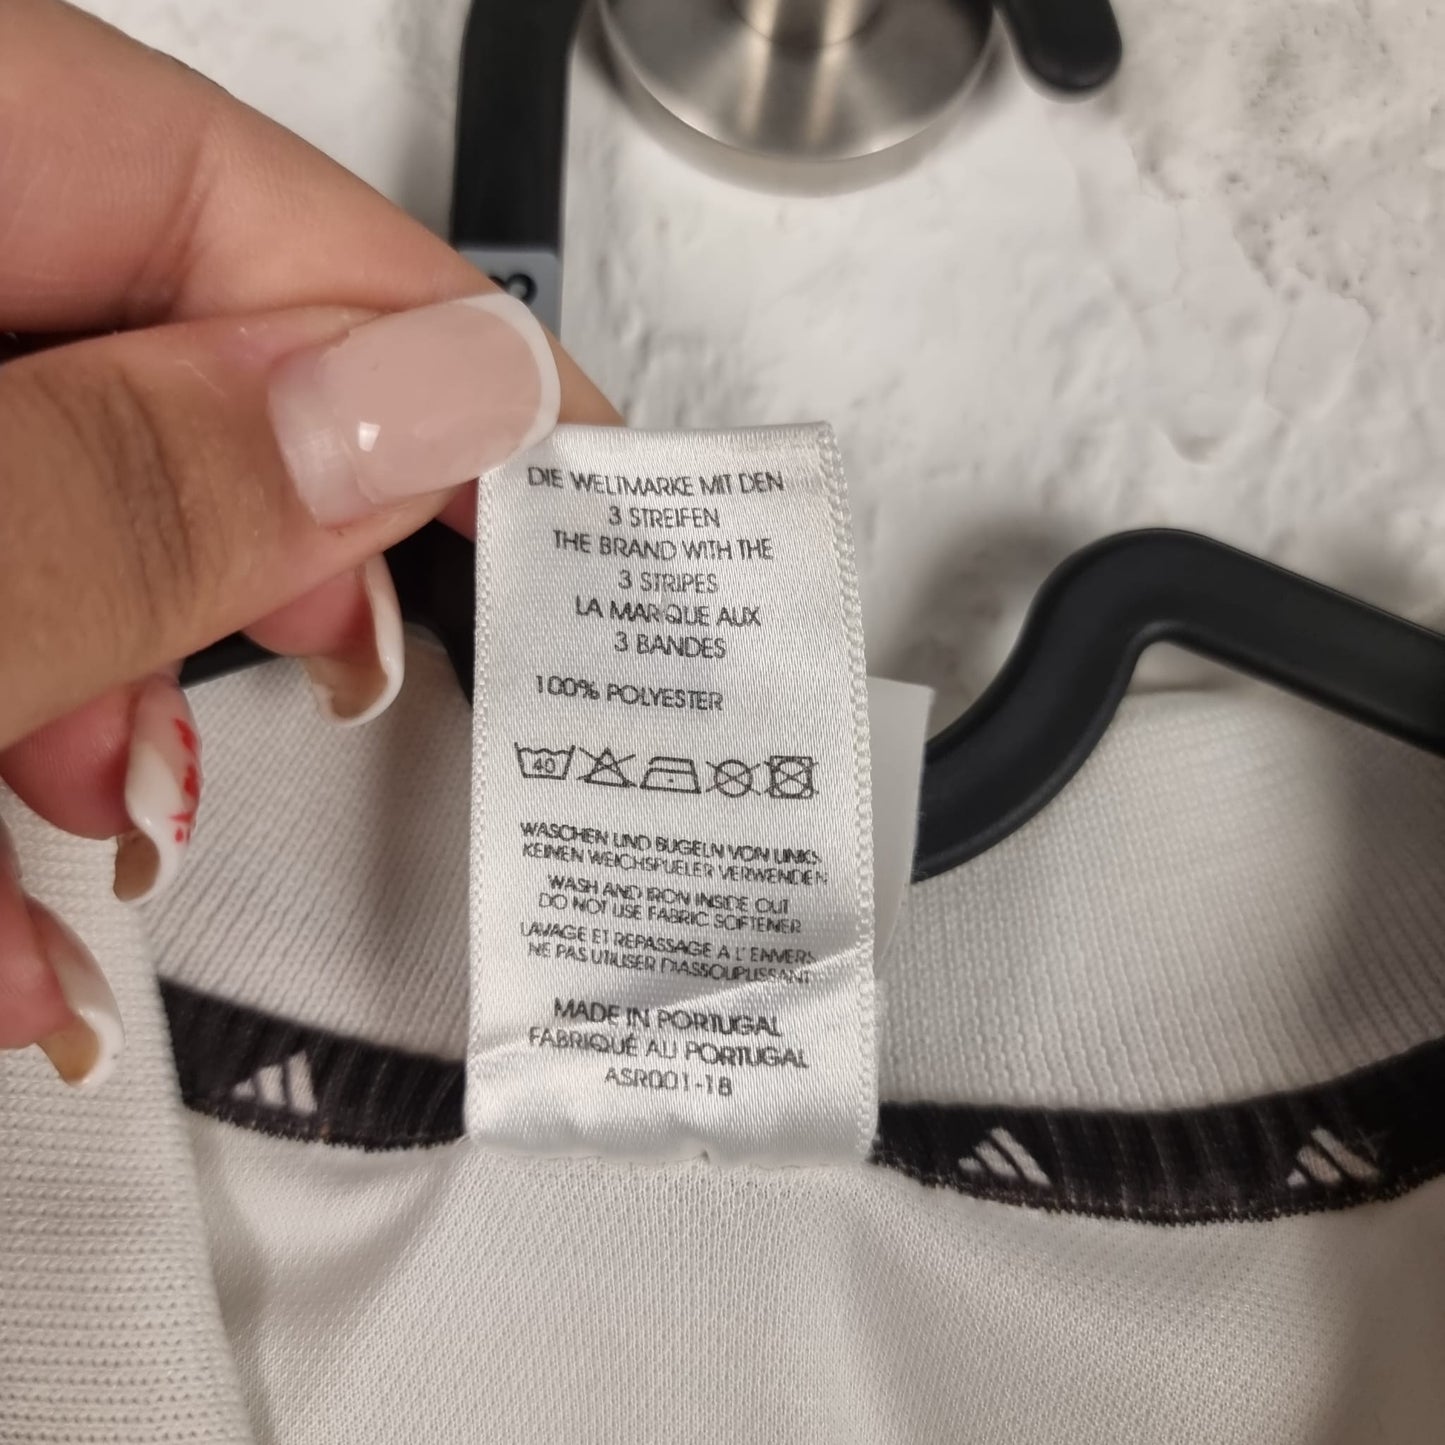 8
DIE WELTMARKE MIT DEN
3 STREIFEN
THE BRAND WITH THE
3 STRIPES
LA MARQUE AUX
3 BANDES
100% POLYESTER
40
WASCHEN UND BUGELN VON LINKS
KEINEN WEICHSPUELER VERWENDEN
WASH AND IRON INSIDE OUT
DO NOT USE FABRIC SOFTENER
LAVAGE ET REPASSAGE A L'ENVERS
NE PAS UTILISER D'ASSOUPLISSANT
MADE IN PORTUGAL
FABRIQUÉ AU PORTUGAL
ASR001-18